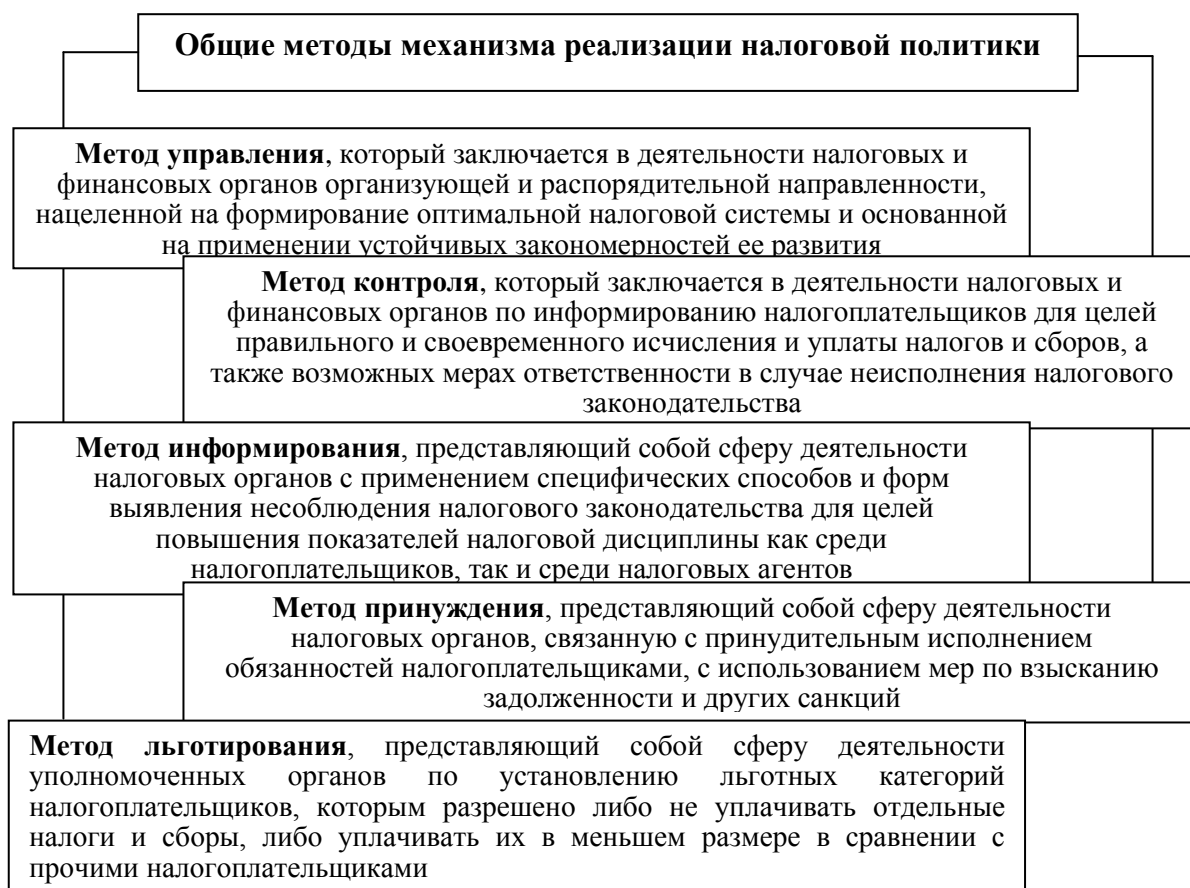 Общие методы механизма реализации налоговой политики
Метод управления, который заключается в деятельности налоговых и
финансовых органов организующей и распорядительной направленности,
нацеленной на формирование оптимальной налоговой системы и основанной
на применении устойчивых закономерностей ее развития
Метод контроля, который заключается в деятельности налоговых и
финансовых органов по информированию налогоплательщиков для целей
правильного и своевременного исчисления и уплаты налогов и сборов, а
также возможных мерах ответственности в случае неисполнения налогового
законодательства
Метод информирования, представляющий собой сферу деятельности
налоговых органов с применением специфических способов и форм
выявления несоблюдения налогового законодательства для целей
повышения показателей налоговой дисциплины как среди
налогоплательщиков, так и среди налоговых агентов
Метод принуждения, представляющий собой сферу деятельности
налоговых органов, связанную с принудительным исполнением
обязанностей налогоплательщиками, с использованием мер по взысканию
задолженности и других санкций
Метод льготирования, представляющий собой сферу деятельности
уполномоченных органов по установлению льготных категорий
налогоплательщиков, которым разрешено либо не уплачивать отдельные
налоги и сборы, либо уплачивать их в меньшем размере в сравнении с
прочими налогоплательщиками